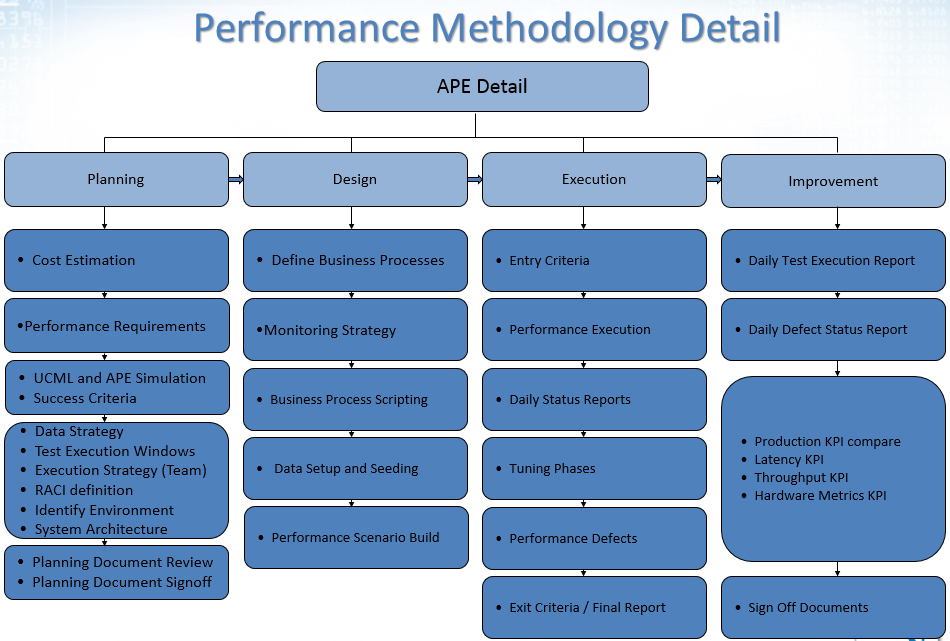 Performance Methodology Detail
APE Detail
Planning
Design
Execution
Improvement
• Cost Estimation
•Performance Requirements
• UCML and APE Simulation
• Success Criteria
• Data Strategy
• Test Execution Windows
• Execution Strategy (Team)
• RACI definition
• Identify Environment
• System Architecture
• Planning Document Review
• Planning Document Signoff
• Define Business Processes
•Monitoring Strategy
• Business Process Scripting
• Data Setup and Seeding
• Performance Scenario Build
• Entry Criteria
• Performance Execution
• Daily Status Reports
• Tuning Phases
• Performance Defects
• Exit Criteria / Final Report
• Daily Test Execution Report
• Daily Defect Status Report
• Production KPI compare
• Latency KPI
• Throughput KPI
• Hardware Metrics KPI
• Sign Off Documents